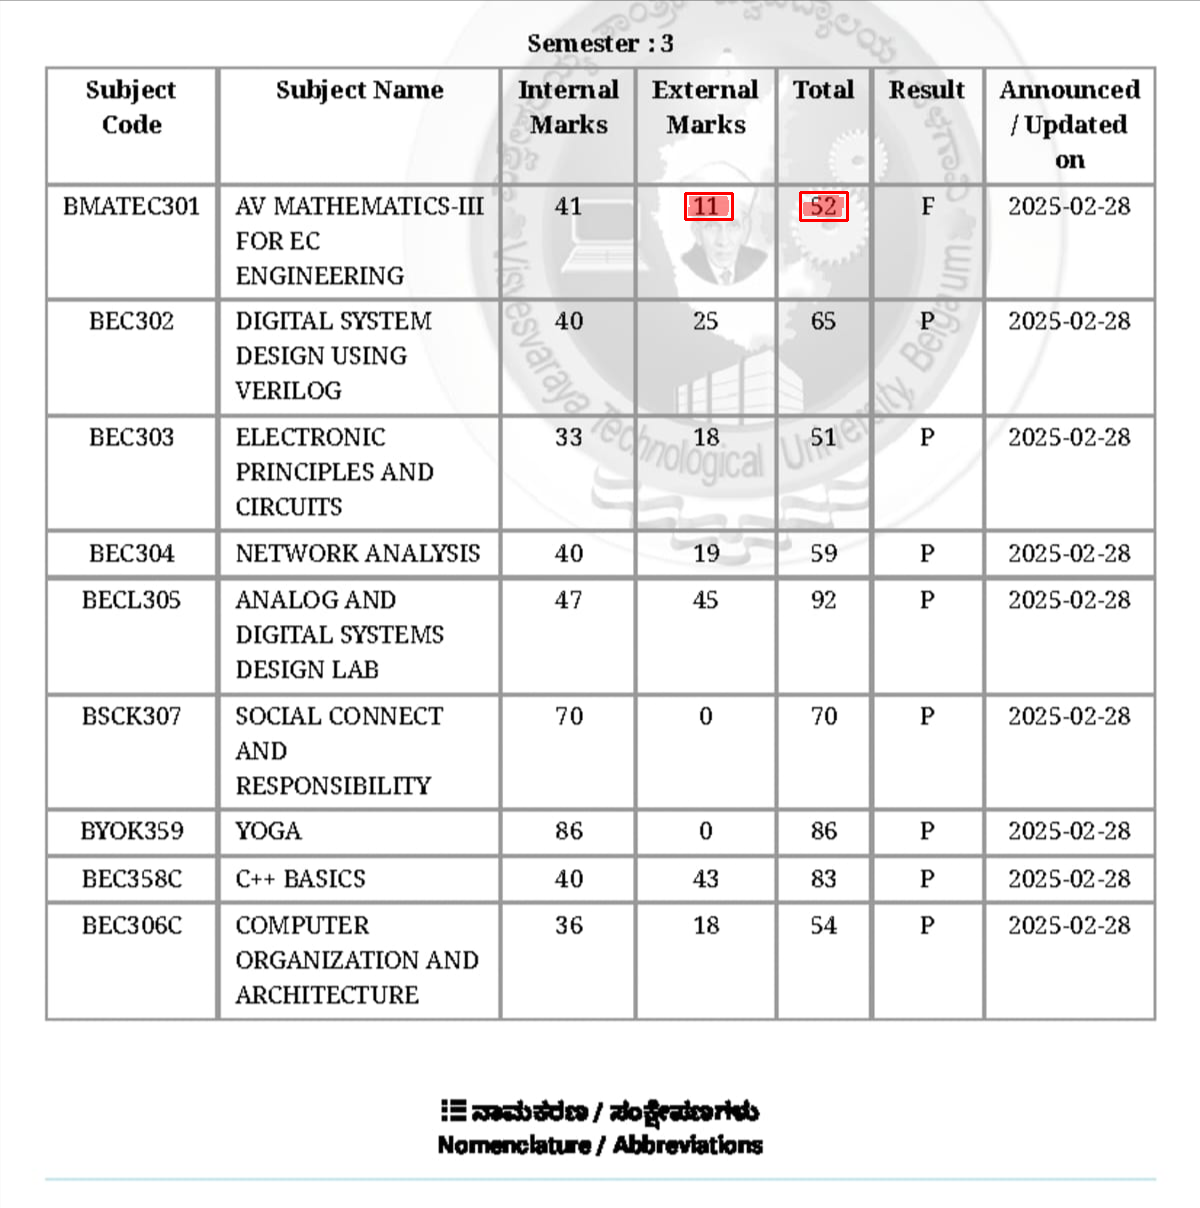 Semester : 3
Subject Code Subject Name Internal Marks External Marks Total Result Announced / Updated on
BMATEC301 AV MATHEMATICS-III FOR EC ENGINEERING 41 11 52 F 2025-02-28
BEC302 DIGITAL SYSTEM DESIGN USING VERILOG 40 25 65 P 2025-02-28
BEC303 ELECTRONIC PRINCIPLES AND CIRCUITS 33 18 51 P 2025-02-28
BEC304 NETWORK ANALYSIS 40 19 59 P 2025-02-28
BECL305 ANALOG AND DIGITAL SYSTEMS DESIGN LAB 47 45 92 P 2025-02-28
BSCK307 SOCIAL CONNECT AND RESPONSIBILITY 70 0 70 P 2025-02-28
BYOK359 YOGA 86 0 86 P 2025-02-28
BEC358C C++ BASICS 40 43 83 P 2025-02-28
BEC306C COMPUTER ORGANIZATION AND ARCHITECTURE 36 18 54 P 2025-02-28
Visvesvaraya Technological University Belgaum
ನಾಮಕರಣ / ಸಂಕ್ಷೇಪಣಗಳು
Nomenclature / Abbreviations